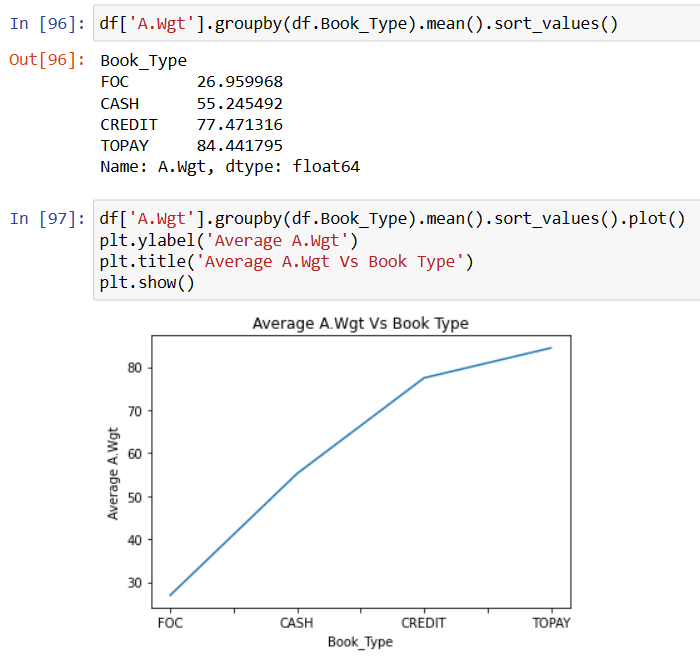 In [96]: df['A.Wgt'].groupby(df.Book_Type).mean().sort_values()
Out[96]: Book_Type
FOC 26.959968
CASH 55.245492
CREDIT 77.471316
TOPAY 84.441795
Name: A.Wgt, dtype: float64
In [97]: df['A.Wgt'].groupby(df.Book_Type).mean().sort_values().plot()
plt.ylabel('Average A.Wgt')
plt.title('Average A.Wgt Vs Book Type')
plt.show()
Average A.Wgt Vs Book Type
80
70
60
50
40
30
Average A.Wgt
FOC CASH CREDIT TOPAY
Book_Type